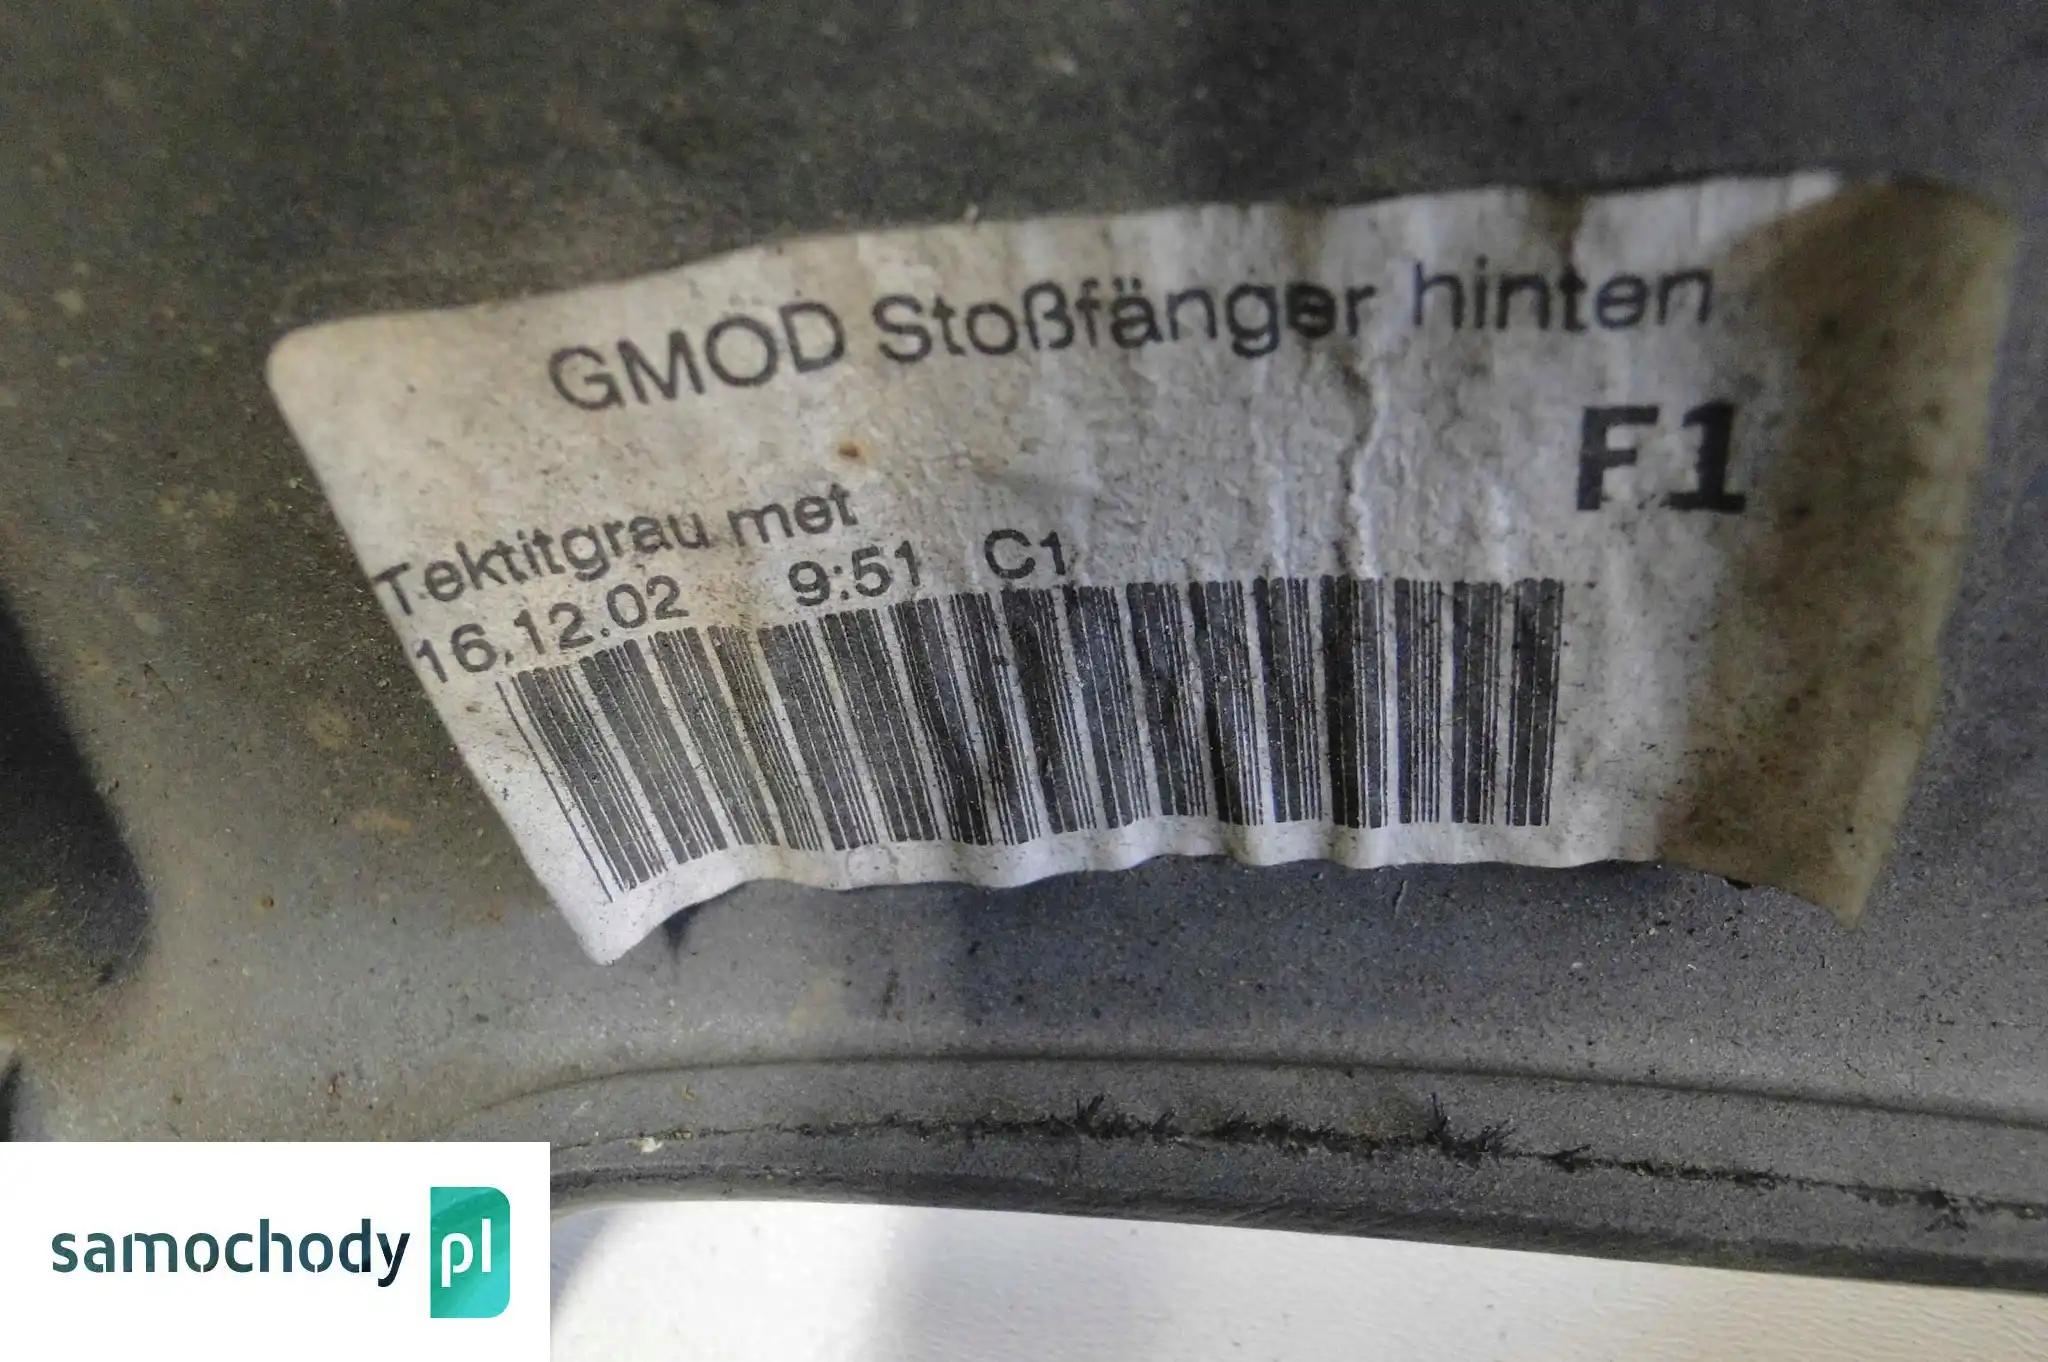 GMOD Stoßfänger hinten
F1
Tektitgrau met
16.12.02 9:51 C1
samochody pl